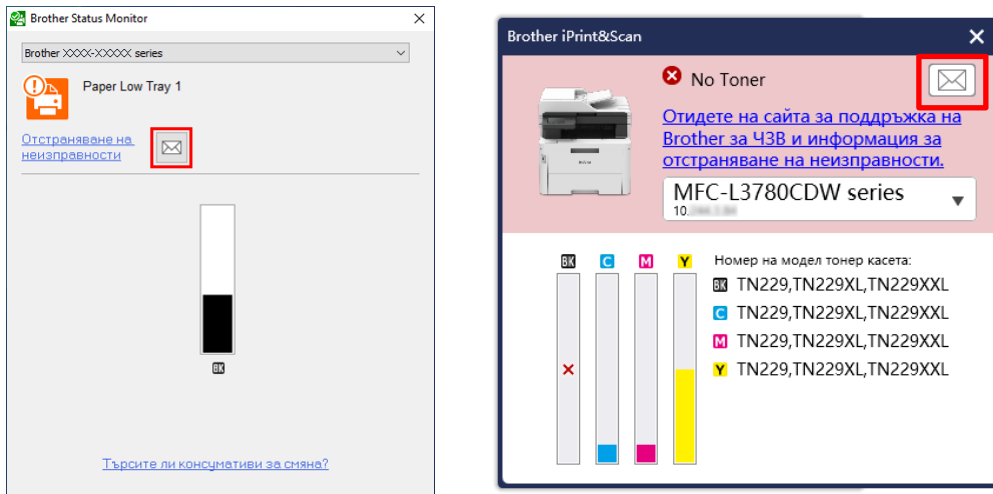 Brother Status Monitor
Brother XXXX-XXXXX series
Paper Low Tray 1
Отстраняване на
неизправности
BK
Търсите ли консумативи за смяна?
Brother iPrint&Scan
No Toner
Отидете на сайта за поддръжка на
Brother за ЧЗВ и информация за
отстраняване на неизправности.
MFC-L3780CDW series
10.
BK C M Y
Номер на модел тонер касета:
BK TN229,TN229XL,TN229XXL
C TN229,TN229XL,TN229XXL
M TN229,TN229XL,TN229XXL
Y TN229,TN229XL,TN229XXL